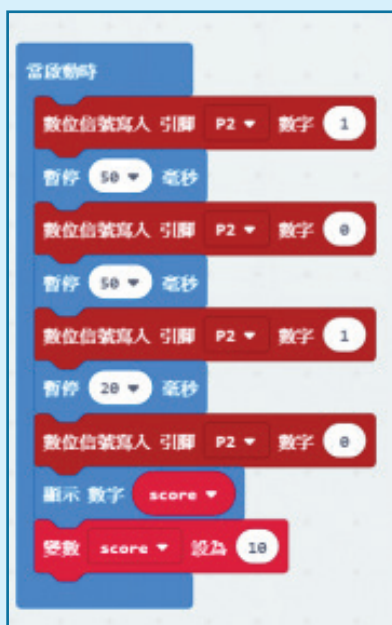 當啟動時
數位信號寫入 引腳 P2 數字 1
暫停 50 毫秒
數位信號寫入 引腳 P2 數字 0
暫停 50 毫秒
數位信號寫入 引腳 P2 數字 1
暫停 20 毫秒
數位信號寫入 引腳 P2 數字 0
顯示 數字 score
變數 score 設為 10